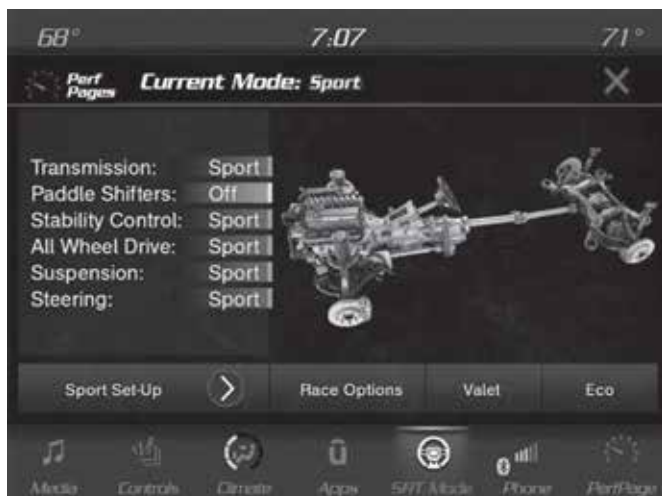 68° 7:07 71°
Perf Pages Current Mode: Sport
Transmission: Sport
Paddle Shifters: Off
Stability Control: Sport
All Wheel Drive: Sport
Suspension: Sport
Steering: Sport
Sport Set-Up Race Options Valet Eco
Media Controls Climate Apps SRT Mode Phone PerfPage